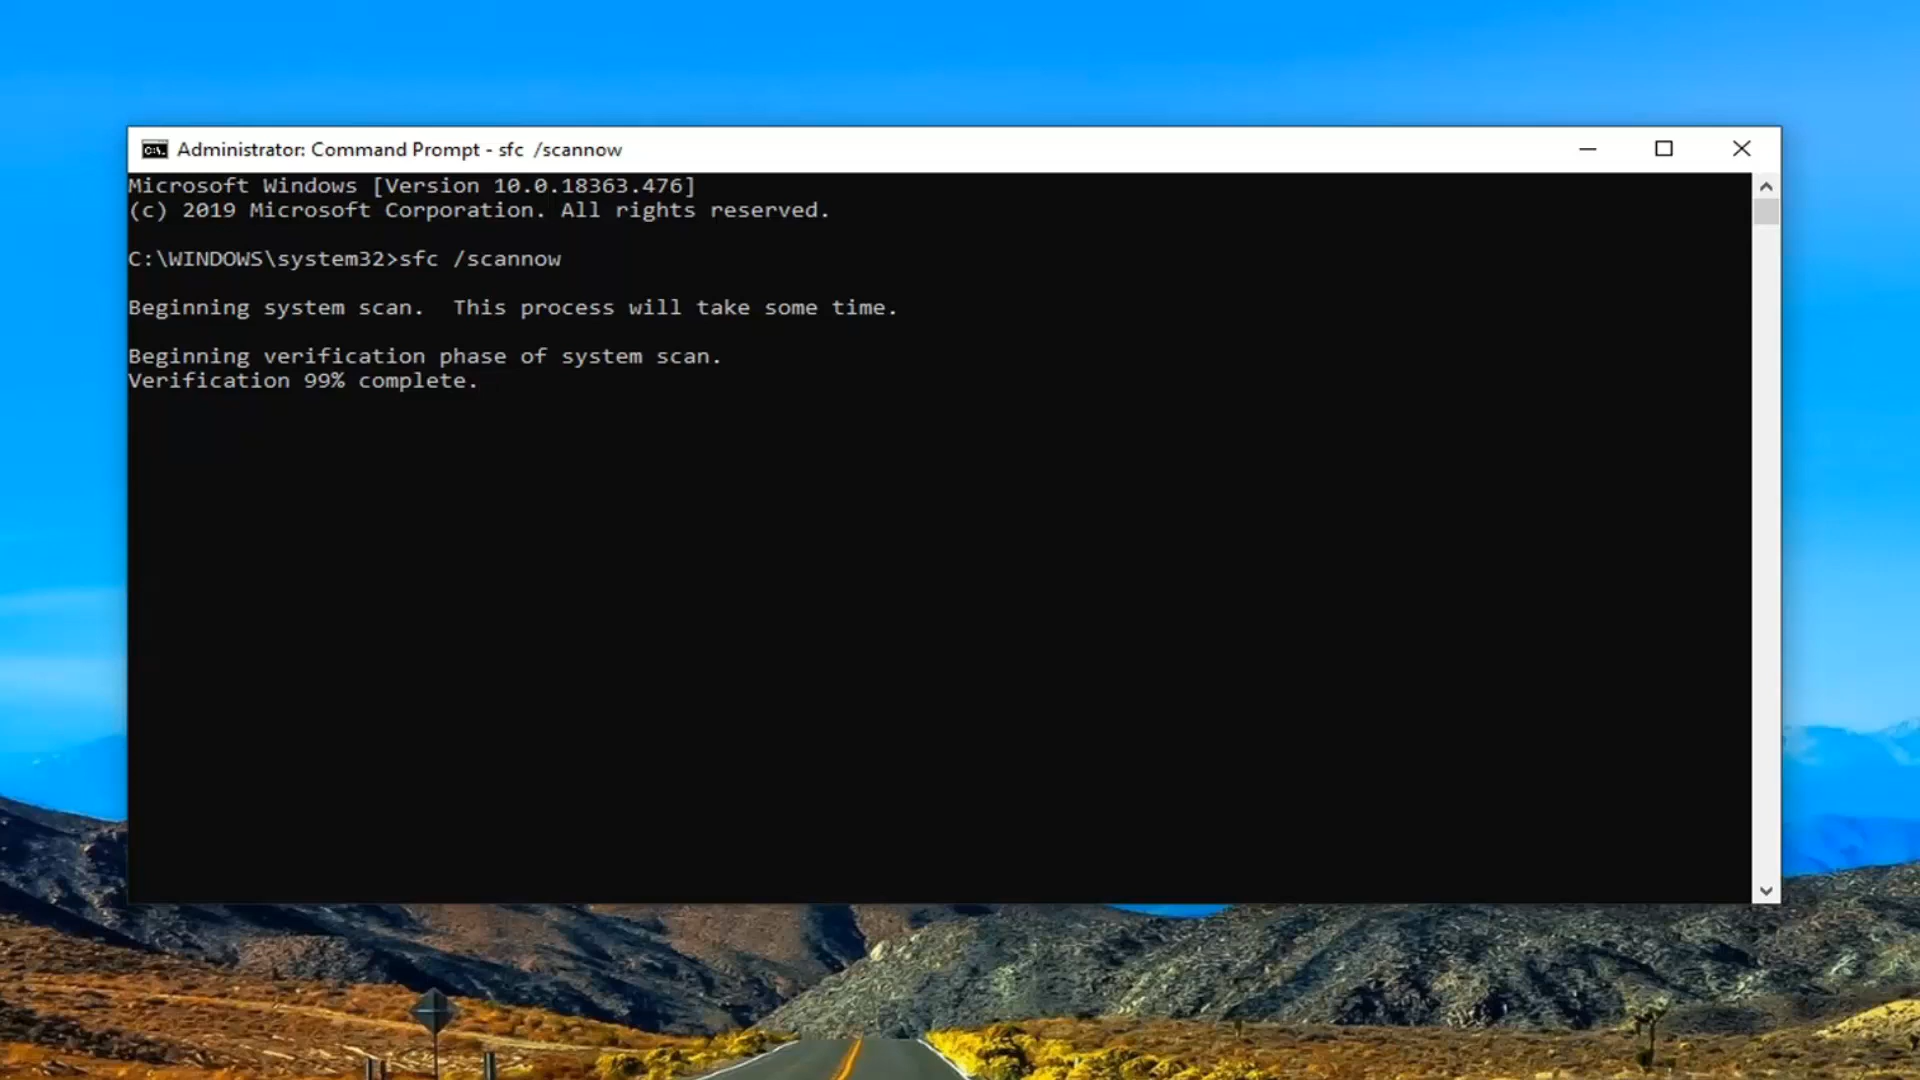 Administrator: Command Prompt - sfc  /scannow
Microsoft Windows [Version 10.0.18363.476]
(c) 2019 Microsoft Corporation. All rights reserved.
C:\WINDOWS\system32>sfc /scannow
Beginning system scan.  This process will take some time.
Beginning verification phase of system scan.
Verification 99% complete.